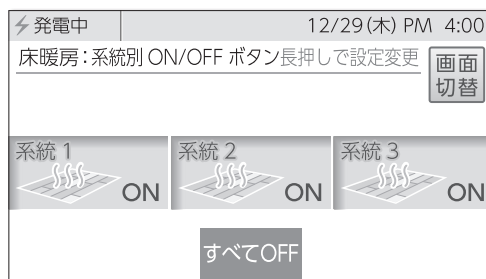 発電中 12/29(木) PM 4:00
床暖房:系統別 ON/OFF ボタン長押しで設定変更
画面
切替
系統 1 系統 2 系統 3
ON ON ON
すべてOFF